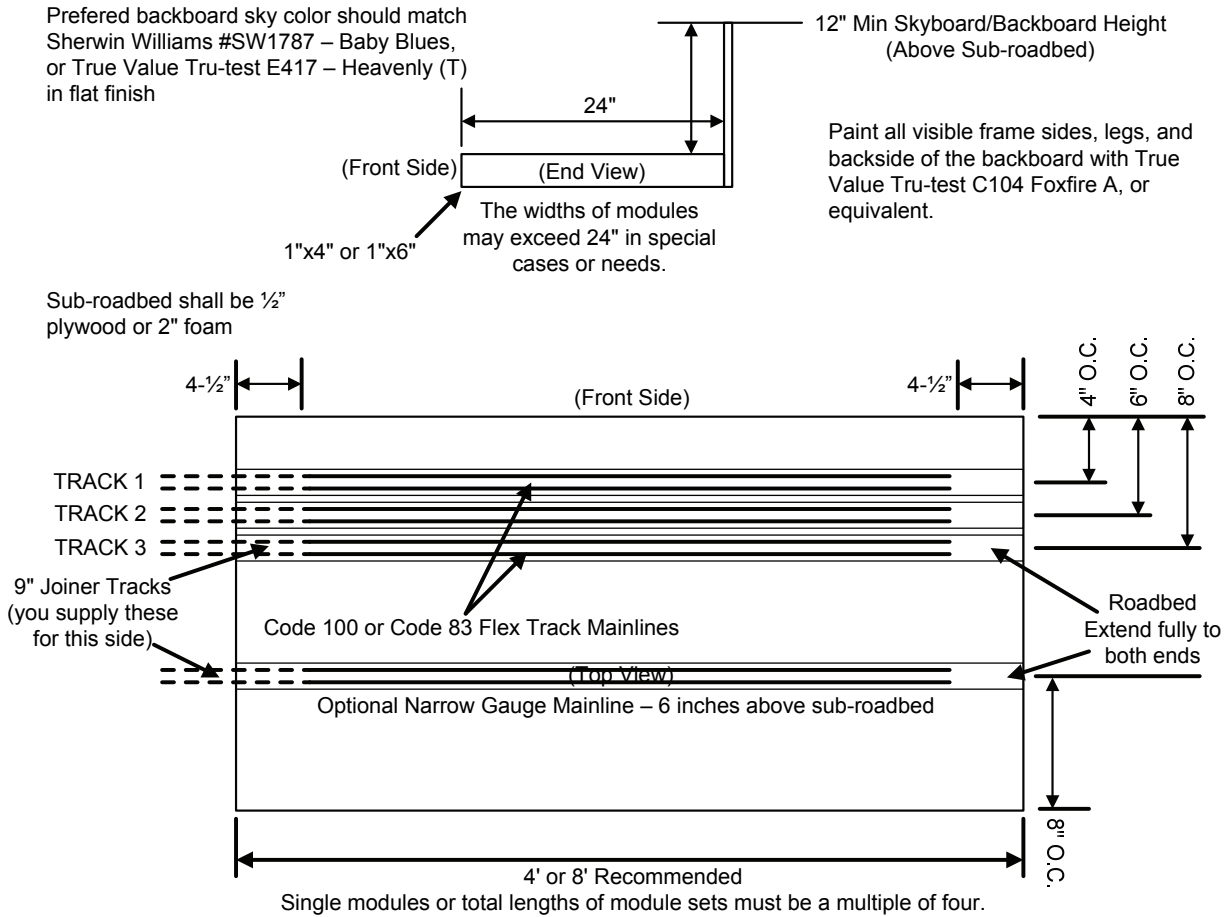 Prefered backboard sky color should match
Sherwin Williams #SW1787 – Baby Blues,
or True Value Tru-test E417 – Heavenly (T)
in flat finish
12" Min Skyboard/Backboard Height
(Above Sub-roadbed)
24"
Paint all visible frame sides, legs, and
backside of the backboard with True
Value Tru-test C104 Foxfire A, or
equivalent.
(Front Side)
(End View)
The widths of modules
may exceed 24" in special
cases or needs.
1"x4" or 1"x6"
Sub-roadbed shall be ½”
plywood or 2" foam
4-½”
(Front Side)
4-½”
4" O.C.
6" O.C.
8" O.C.
TRACK 1
TRACK 2
TRACK 3
9" Joiner Tracks
(you supply these
for this side)
Code 100 or Code 83 Flex Track Mainlines
Roadbed
Extend fully to
both ends
(Top View)
Optional Narrow Gauge Mainline – 6 inches above sub-roadbed
8" O.C.
4' or 8' Recommended
Single modules or total lengths of module sets must be a multiple of four.